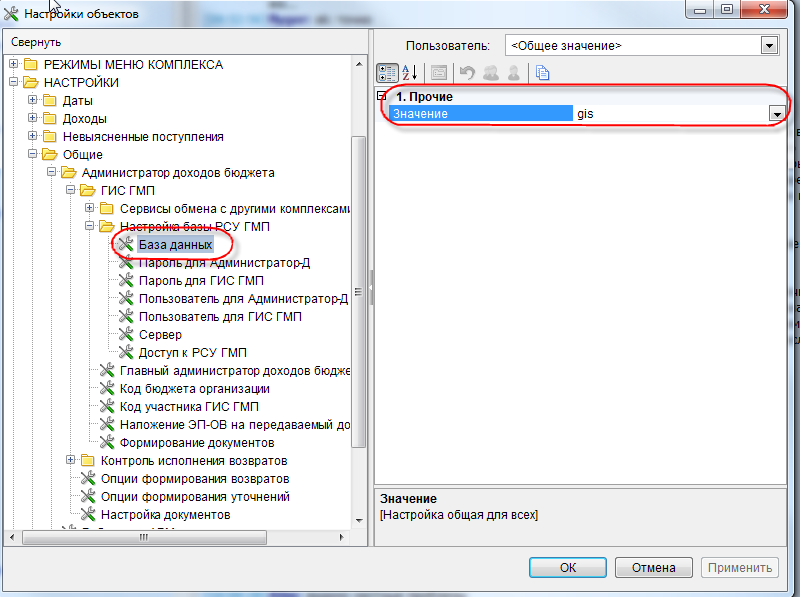 Настройки объектов
Свернуть
РЕЖИМЫ МЕНЮ КОМПЛЕКСА
НАСТРОЙКИ
Даты
Доходы
Невыясненные поступления
Общие
Администратор доходов бюджета
ГИС ГМП
Сервисы обмена с другими комплексами
Настройка базы РСУ ГМП
База данных
Пароль для Администратор-Д
Пароль для ГИС ГМП
Пользователь для Администратор-Д
Пользователь для ГИС ГМП
Сервер
Доступ к РСУ ГМП
Главный администратор доходов бюдже
Код бюджета организации
Код участника ГИС ГМП
Наложение ЭП-ОВ на передаваемый до
Формирование документов
Контроль исполнения возвратов
Опции формирования возвратов
Опции формирования уточнений
Настройка документов
Пользователь: <Общее значение>
1. Прочие
Значение gis
Значение
[Настройка общая для всех]
ОК Отмена Применить